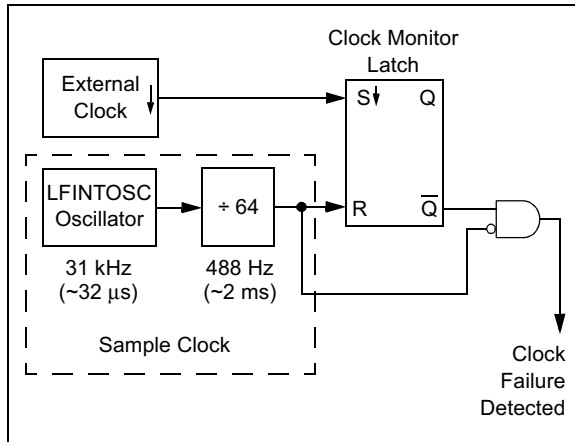 Clock Monitor
Latch
External
Clock
S
Q
LFINTOSC
Oscillator
÷ 64
R
Q̅
31 kHz
(~32 μs)
488 Hz
(~2 ms)
Sample Clock
Clock
Failure
Detected